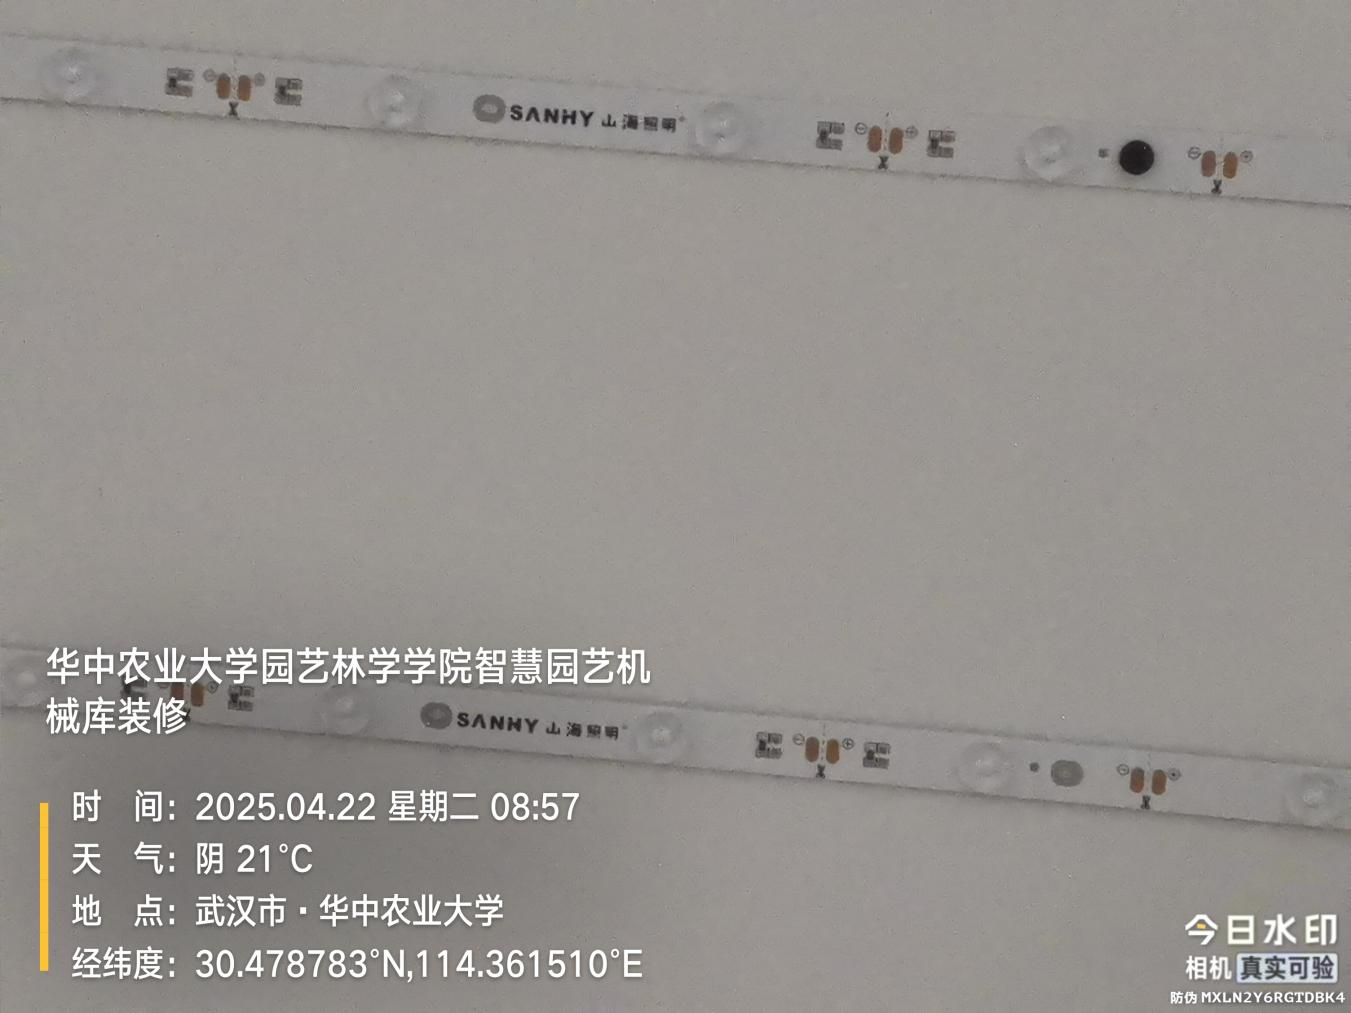 SANHY 山海照明
华中农业大学园艺林学学院智慧园艺机
械库装修
SANHY 山海照明
时 间：2025.04.22 星期二 08:57
天 气：阴 21°C
地 点：武汉市·华中农业大学
经纬度：30.478783°N,114.361510°E
今日水印
相机 真实可验
防伪 MXLN2Y6RGTDBK4